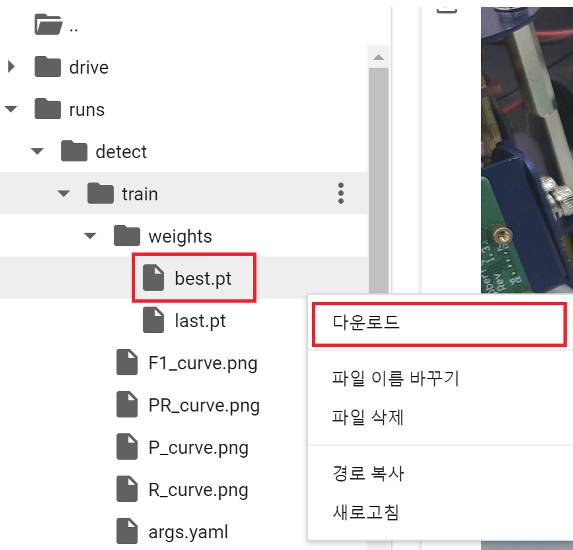 ..
drive
runs
detect
train
weights
best.pt
last.pt
F1_curve.png
PR_curve.png
P_curve.png
R_curve.png
args.yaml
다운로드
파일 이름 바꾸기
파일 삭제
경로 복사
새로고침
Rev